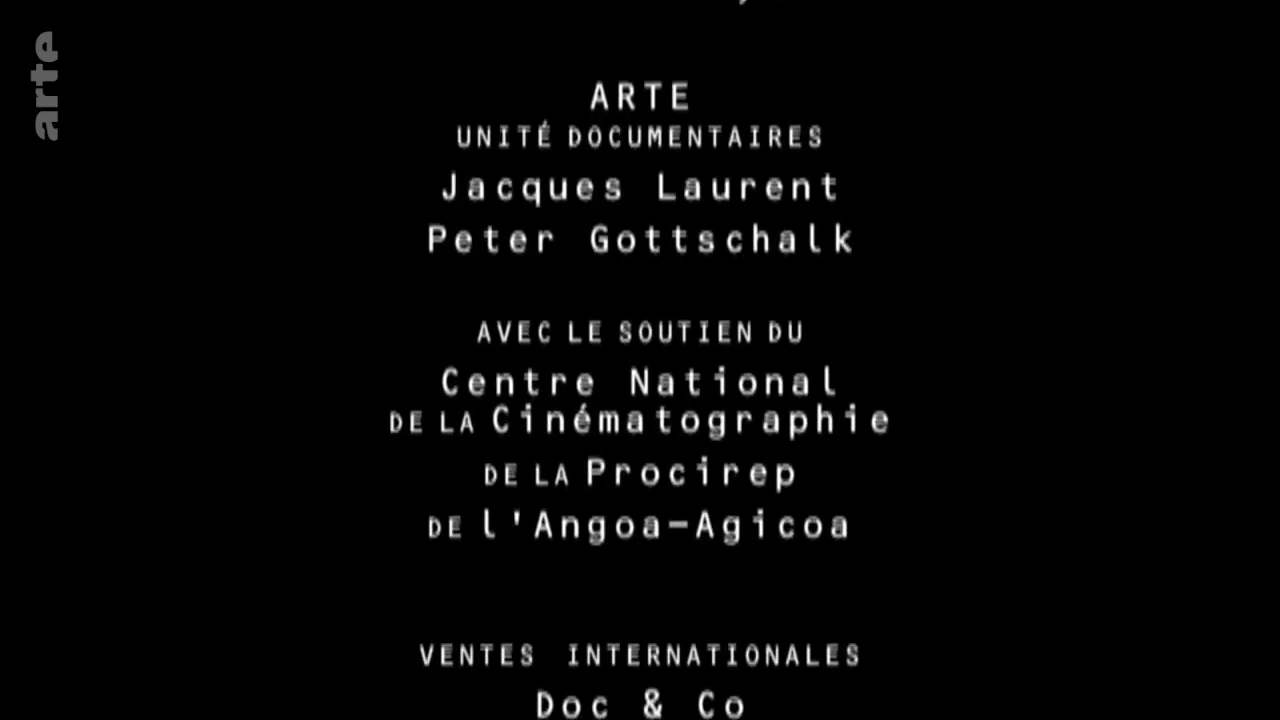 arte
ARTE
UNITÉ DOCUMENTAIRES
Jacques Laurent
Peter Gottschalk
AVEC LE SOUTIEN DU
Centre National
DE LA Cinématographie
DE LA Procirep
DE l'Angoa-Agicoa
VENTES INTERNATIONALES
Doc & Co